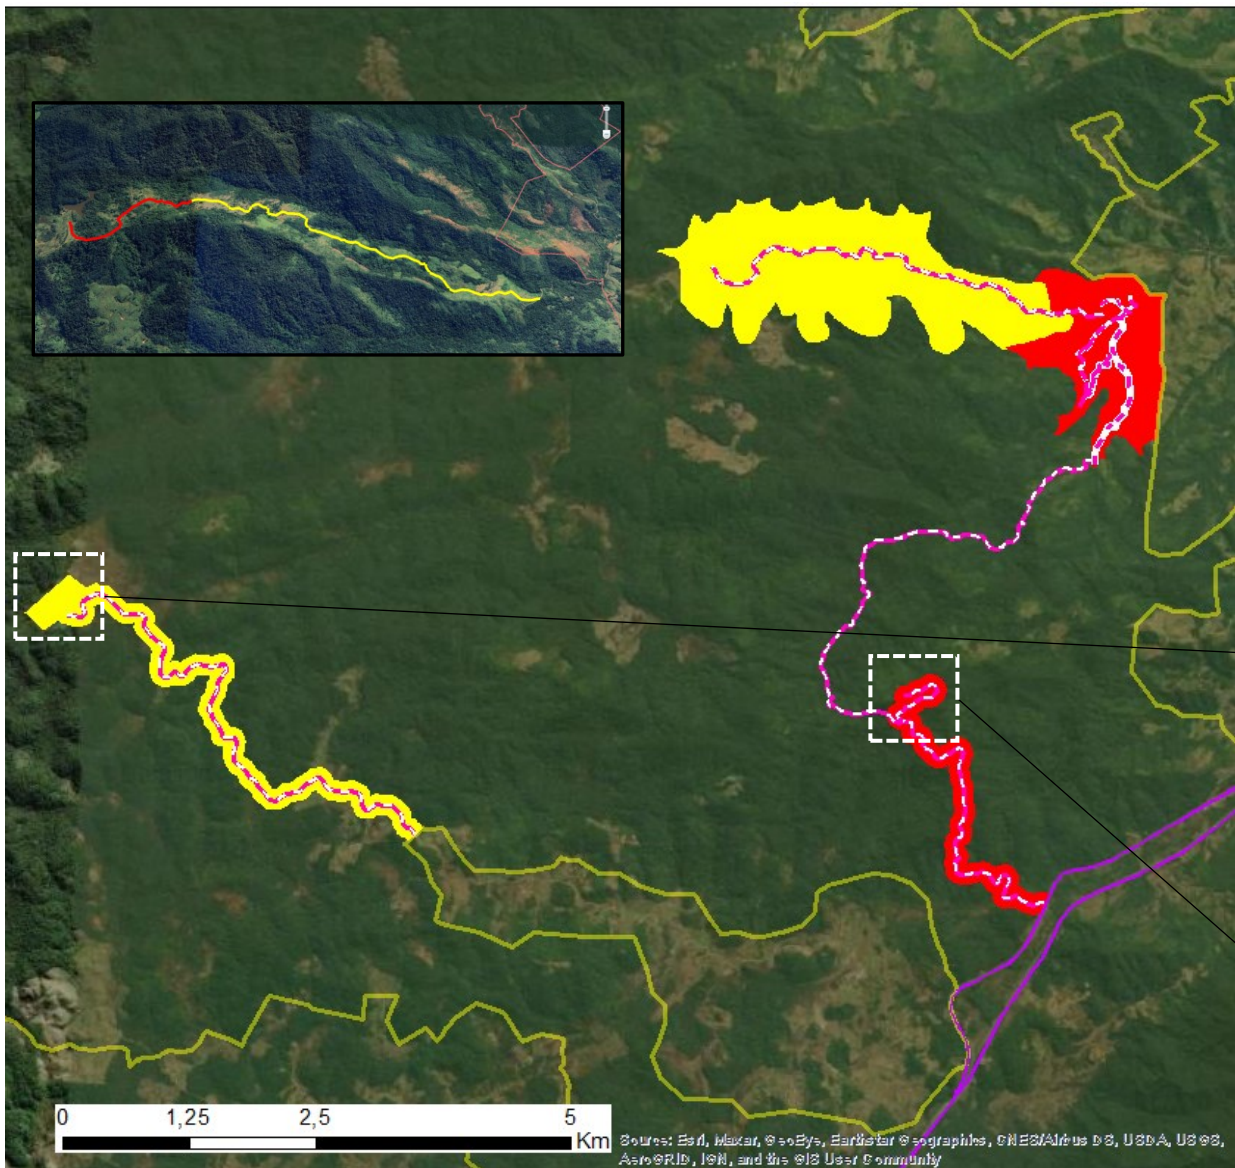 0 1,25 2,5 5
Km
Source: Esri, Maxar, GeoEye, Earthstar Geographics, CNES/Airbus DS, USDA, USGS,
AeroGRID, IGN, and the GIS User Community